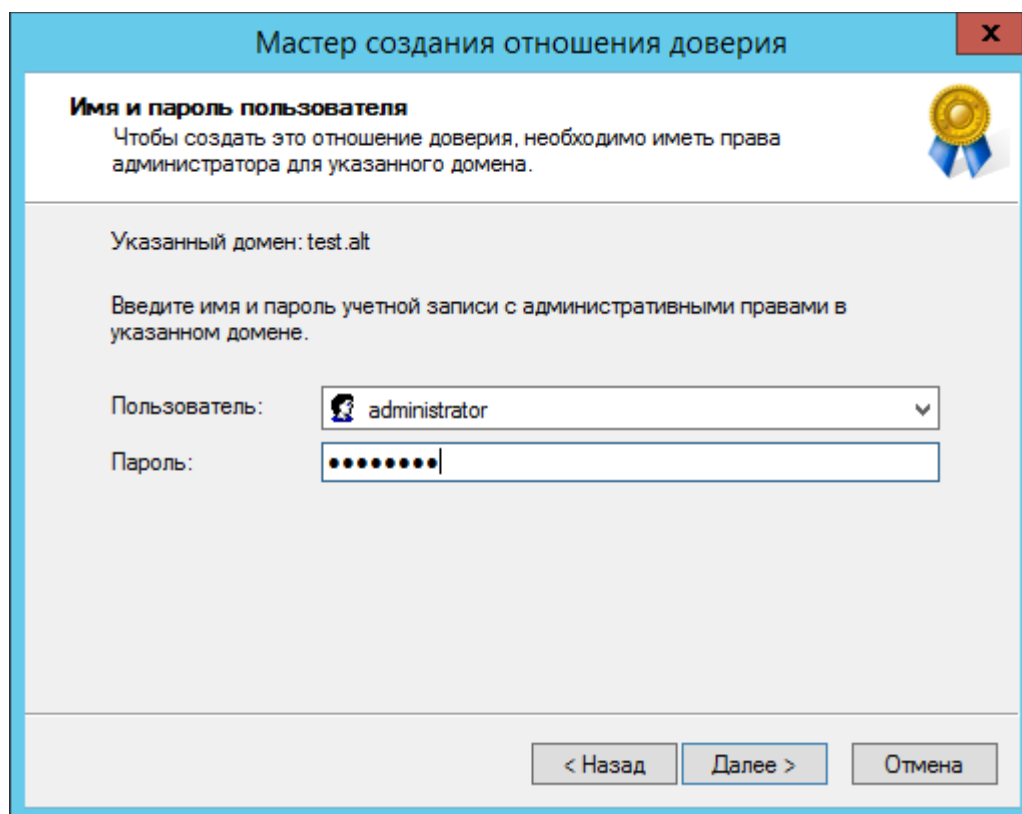 Мастер создания отношения доверия
x
Имя и пароль пользователя
Чтобы создать это отношение доверия, необходимо иметь права
администратора для указанного домена.
Указанный домен: test.alt
Введите имя и пароль учетной записи с административными правами в
указанном домене.
Пользователь: administrator
Пароль: ●●●●●●●●
< Назад Далее > Отмена